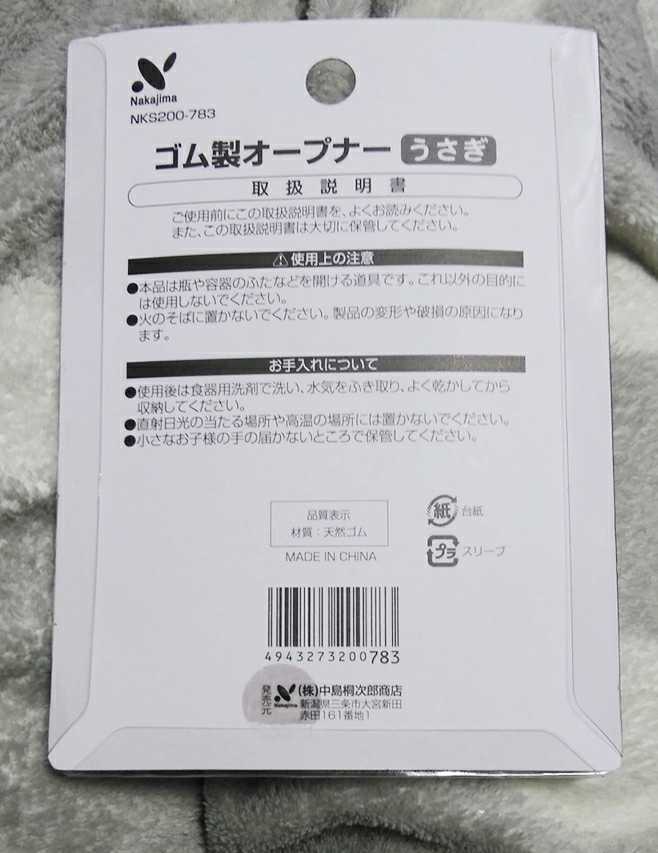 Nakajima
NKS200-783
ゴム製オープナー うさぎ
取扱説明書
ご使用前にこの取扱説明書を、よくお読みください。
また、この取扱説明書は大切に保管してください。
使用上の注意
●本品は瓶や容器のふたなどを開ける道具です。これ以外の目的に
は使用しないでください。
●火のそばに置かないでください。製品の変形や破損の原因になり
ます。
お手入れについて
●使用後は食器用洗剤で洗い、水気をふき取り、よく乾かしてから
収納してください。
●直射日光の当たる場所や高温の場所には置かないでください。
●小さなお子様の手の届かないところで保管してください。
品質表示
材質：天然ゴム
MADE IN CHINA
紙 台紙
プラ スリーブ
4943273200783
発売元 Nakajima (株)中島桐次郎商店
新潟県三条市大宮新田
赤田161番地1